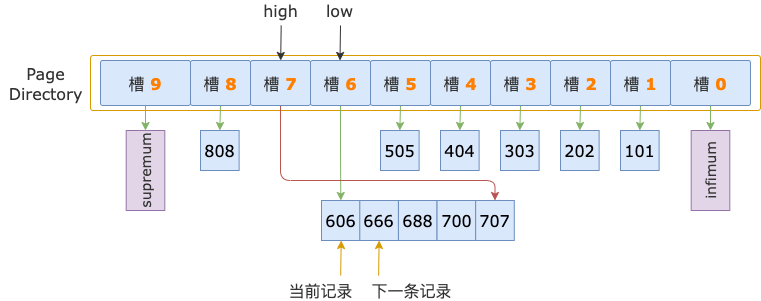 high low
Page
Directory
槽 9 槽 8 槽 7 槽 6 槽 5 槽 4 槽 3 槽 2 槽 1 槽 0
supremum 808 505 404 303 202 101 infimum
606 666 688 700 707
当前记录 下一条记录